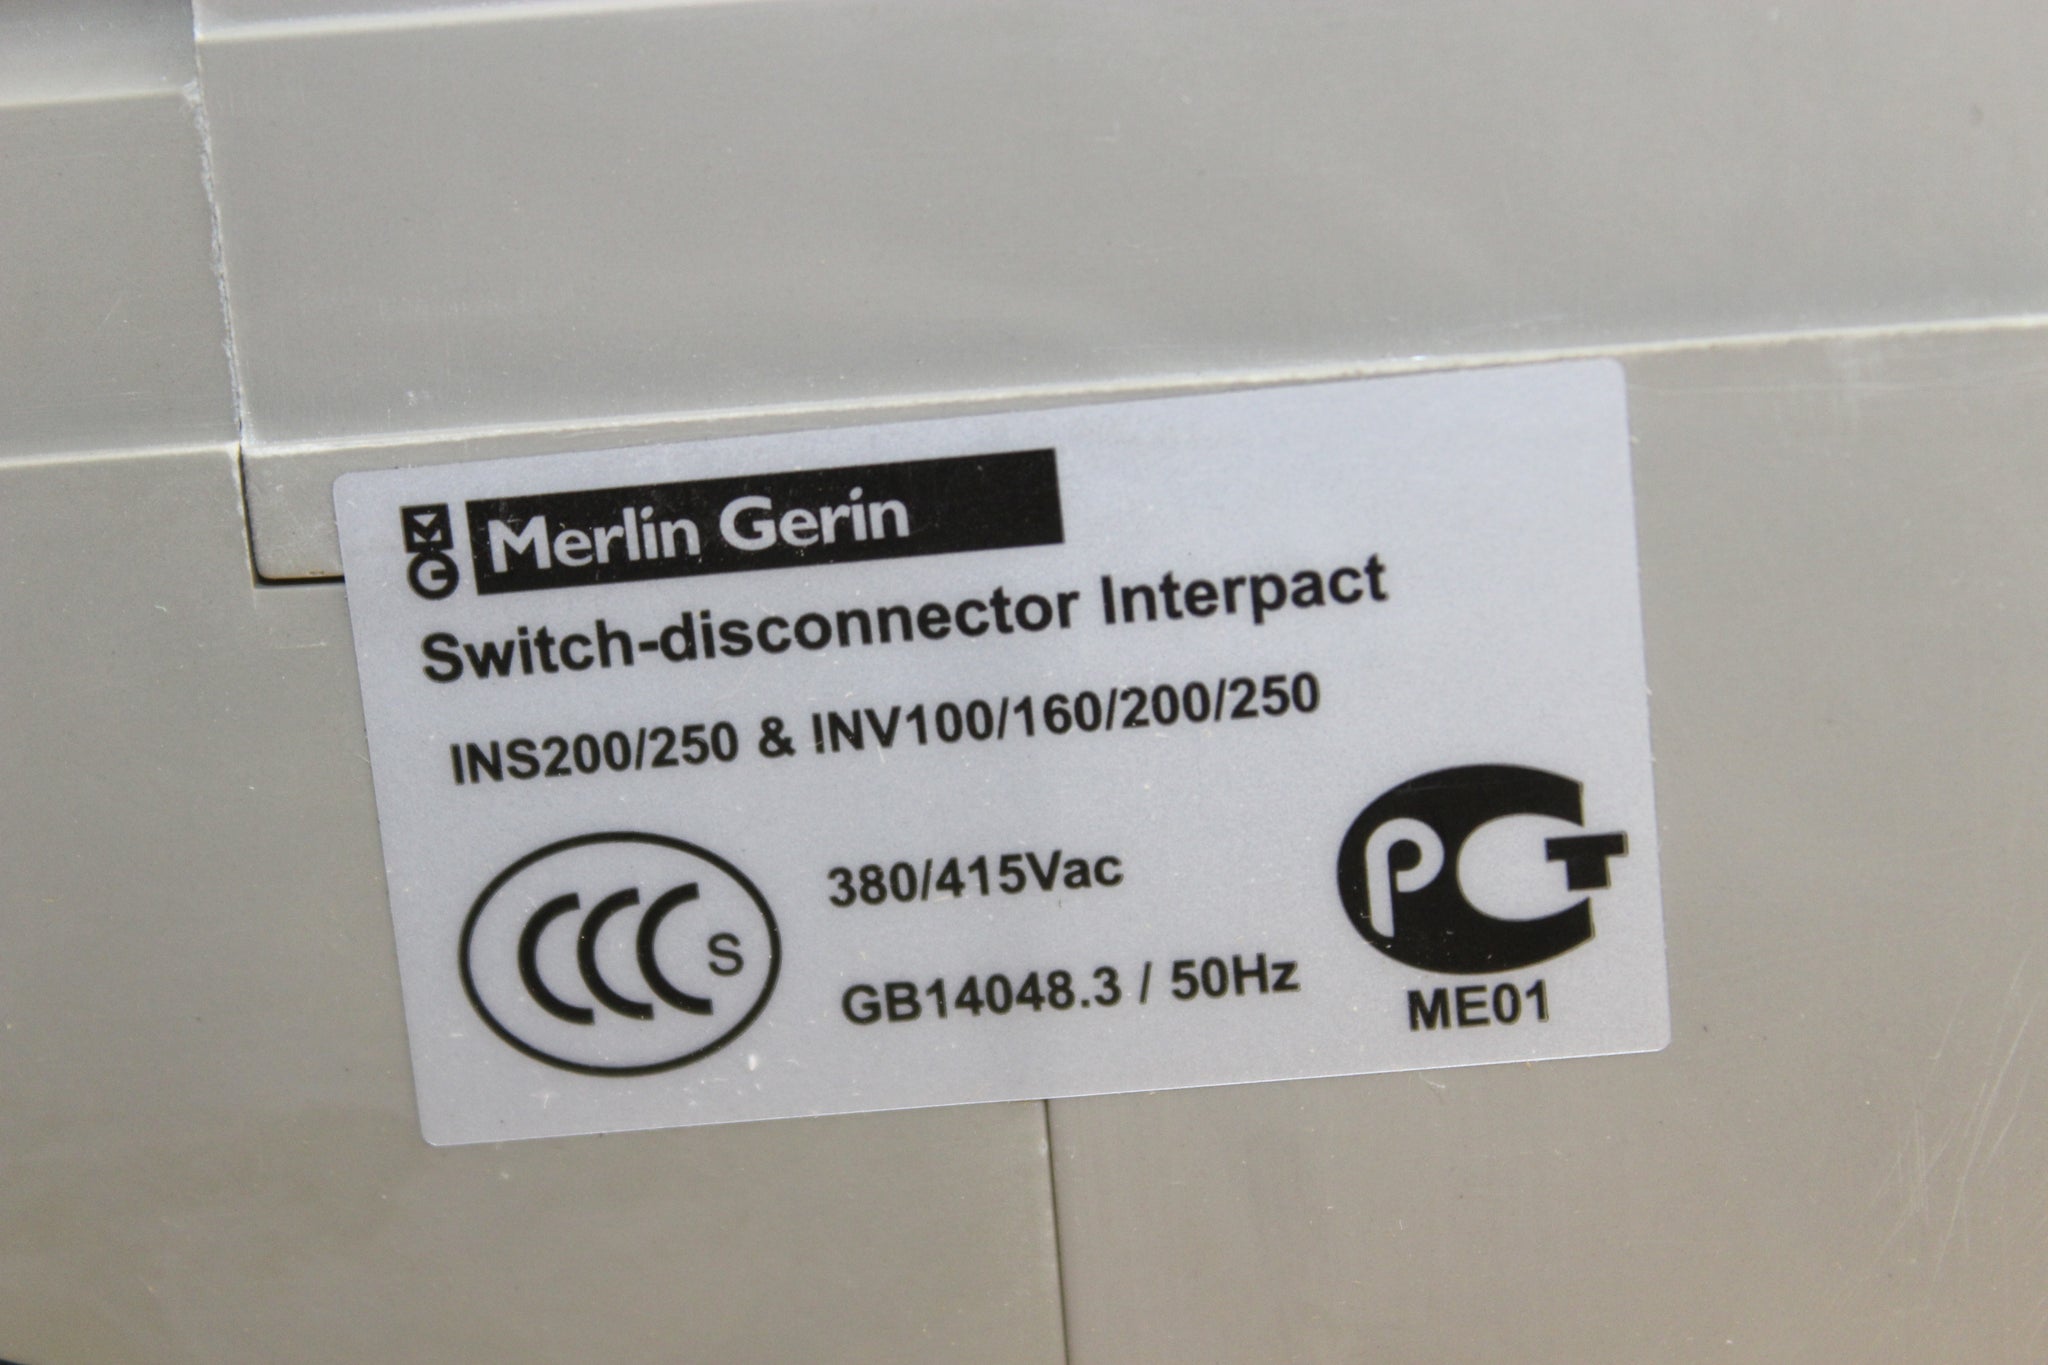 MG Merlin Gerin
Switch-disconnector Interpact
INS200/250 & INV100/160/200/250
CCC S
380/415Vac
GB14048.3 / 50Hz
PCT
ME01